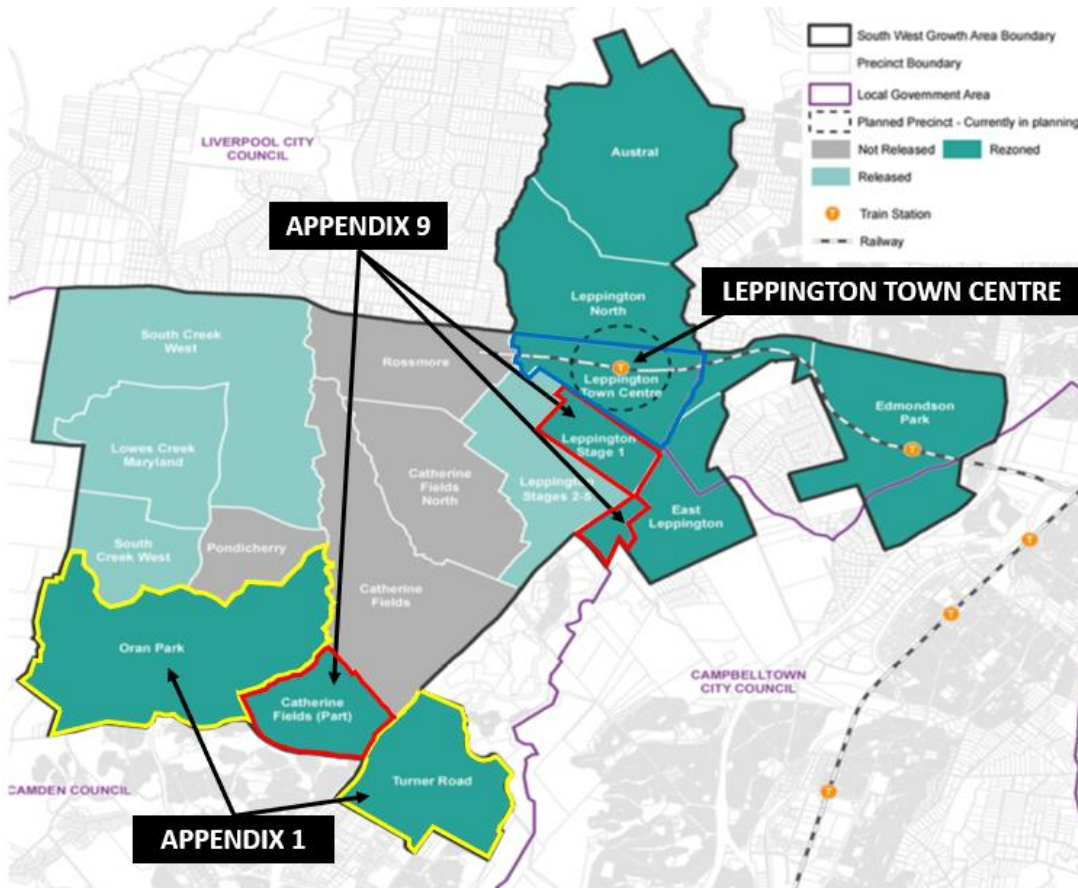 South West Growth Area Boundary
Precinct Boundary
Local Government Area
Planned Precinct - Currently in planning
Not Released
Rezoned
Released
T
Train Station
Railway
LIVERPOOL CITY
COUNCIL
Austral
APPENDIX 9
Leppington
North
LEPPINGTON TOWN CENTRE
South Creek
West
Rossmore
T
Leppington
Town Centre
Edmondson
Park
T
Leppington
Stage 1
Lowes Creek
Maryland
Catherine
Fields
North
Leppington
Stages 2-5
East
Leppington
South
Creek West
Pondicherry
T
Catherine
Fields
T
Oran Park
CAMPBELLTOWN
CITY COUNCIL
Catherine
Fields (Part)
Turner Road
CAMDEN COUNCIL
T
APPENDIX 1